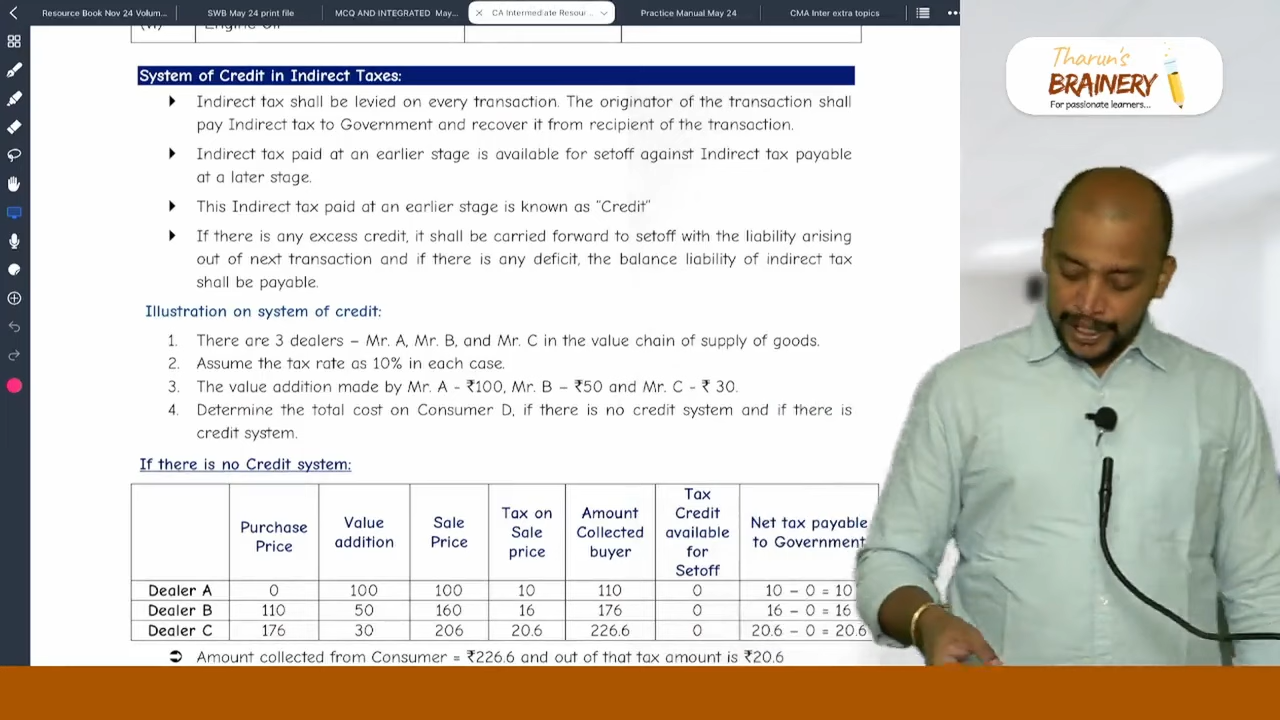 Resource Book Nov 24 Volum...
SWB May 24 print file
MCQ AND INTEGRATED May...
CA Intermediate Resour...
Practice Manual May 24
CMA Inter extra topics
Tharun's
BRAINERY
For passionate learners...
System of Credit in Indirect Taxes:
Indirect tax shall be levied on every transaction. The originator of the transaction shall
pay Indirect tax to Government and recover it from recipient of the transaction.
Indirect tax paid at an earlier stage is available for setoff against Indirect tax payable
at a later stage.
This Indirect tax paid at an earlier stage is known as "Credit"
If there is any excess credit, it shall be carried forward to setoff with the liability arising
out of next transaction and if there is any deficit, the balance liability of indirect tax
shall be payable.
Illustration on system of credit:
1. There are 3 dealers – Mr. A, Mr. B, and Mr. C in the value chain of supply of goods.
2. Assume the tax rate as 10% in each case.
3. The value addition made by Mr. A - ₹100, Mr. B – ₹50 and Mr. C - ₹ 30.
4. Determine the total cost on Consumer D, if there is no credit system and if there is
credit system.
If there is no Credit system:
Purchase Price Value addition Sale Price Tax on Sale price Amount Collected buyer Tax Credit available for Setoff Net tax payable to Government
Dealer A 0 100 100 10 110 0 10 – 0 = 10
Dealer B 110 50 160 16 176 0 16 – 0 = 16
Dealer C 176 30 206 20.6 226.6 0 20.6 – 0 = 20.6
Amount collected from Consumer = ₹226.6 and out of that tax amount is ₹20.6